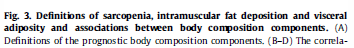 Fig. 3. Definitions of sarcopenia, intramuscular fat deposition and visceral
adiposity and associations between body composition components. (A)
Definitions of the prognostic body composition components. (B–D) The correla-